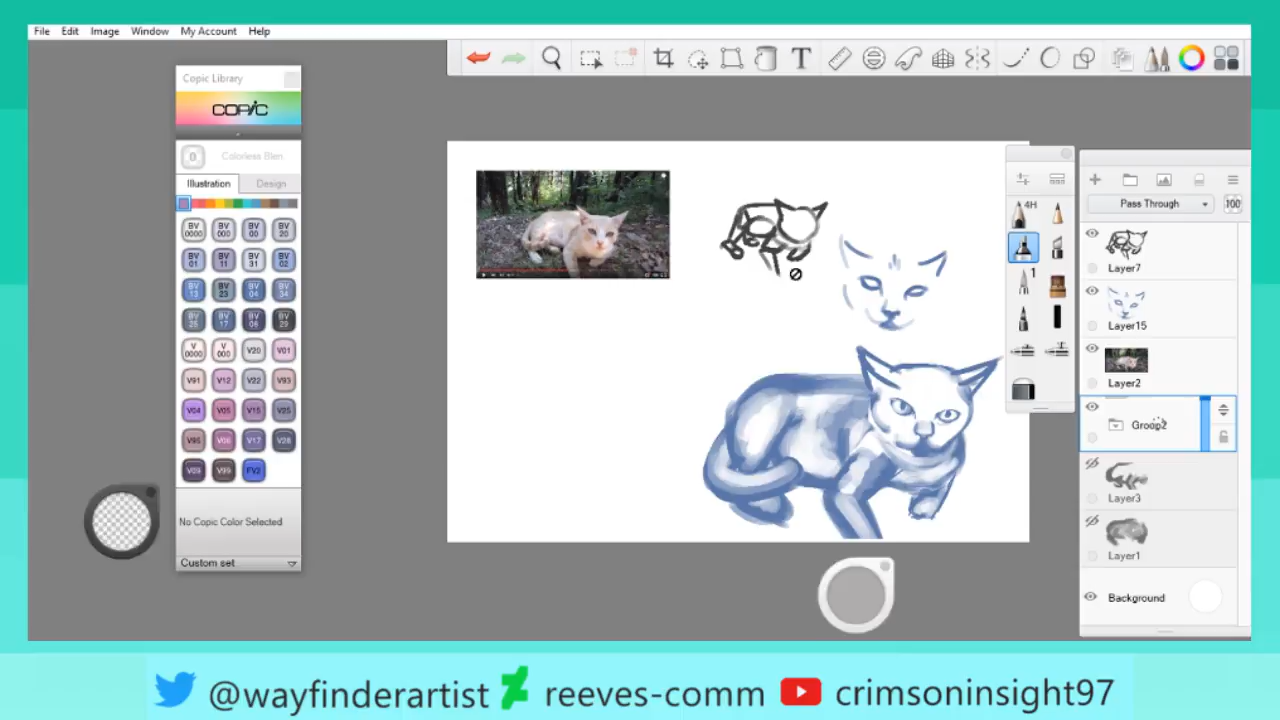 File Edit Image Window My Account Help
Copic Library
COPIC
0 Colorless Blen
Illustration Design
BV 0000 BV 000 BV 00 BV 20
BV 01 BV 11 BV 31 BV 02
BV 13 BV 23 BV 04 BV 34
BV 25 BV 17 BV 08 BV 29
V 0000 V 000 V20 V01
V91 V12 V22 V93
V04 V05 V15 V25
V95 V06 V17 V28
V09 V99 FV2
No Copic Color Selected
Custom set
T
4H
1
Pass Through 100
Layer7
Layer15
Layer2
Group2
Layer3
Layer1
Background
@wayfinderartist reeves-comm crimsoninsight97